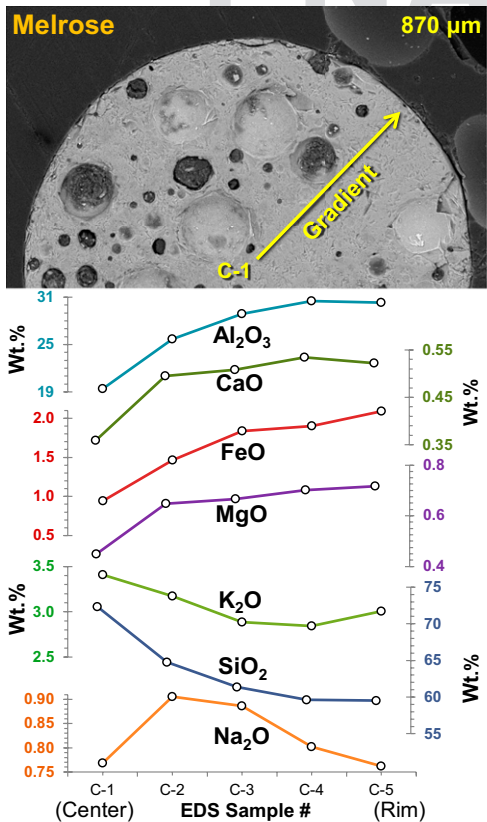 Melrose
870 µm
Gradient
C-1
31
25
19
Wt.%
Al₂O₃
0.55
0.45
0.35
Wt.%
CaO
2.0
1.5
1.0
0.5
FeO
0.8
0.6
0.4
MgO
3.5
3.0
2.5
Wt.%
K₂O
75
70
65
60
55
Wt.%
SiO₂
0.90
0.85
0.80
0.75
Na₂O
C-1 C-2 C-3 C-4 C-5
(Center) EDS Sample # (Rim)